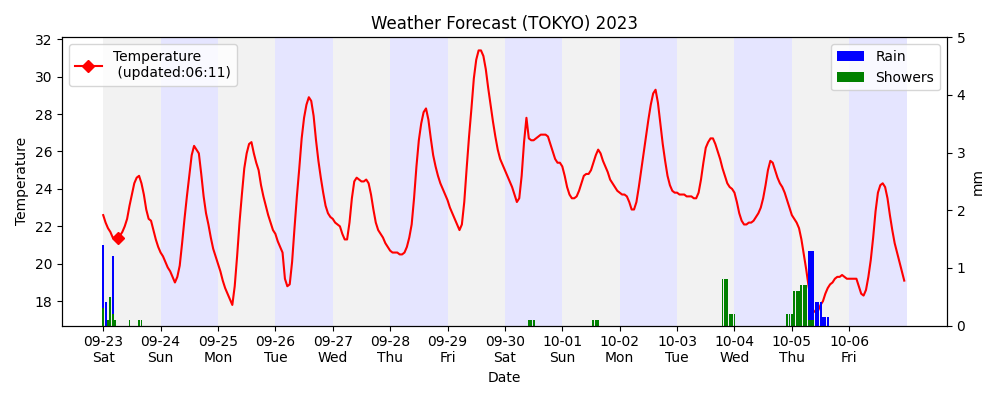 Weather Forecast (TOKYO) 2023
Temperature
(updated:06:11)
Rain
Showers
Temperature
32
30
28
26
24
22
20
18
5
4
3
2
1
0
mm
09-23 09-24 09-25 09-26 09-27 09-28 09-29 09-30 10-01 10-02 10-03 10-04 10-05 10-06
Sat Sun Mon Tue Wed Thu Fri Sat Sun Mon Tue Wed Thu Fri
Date